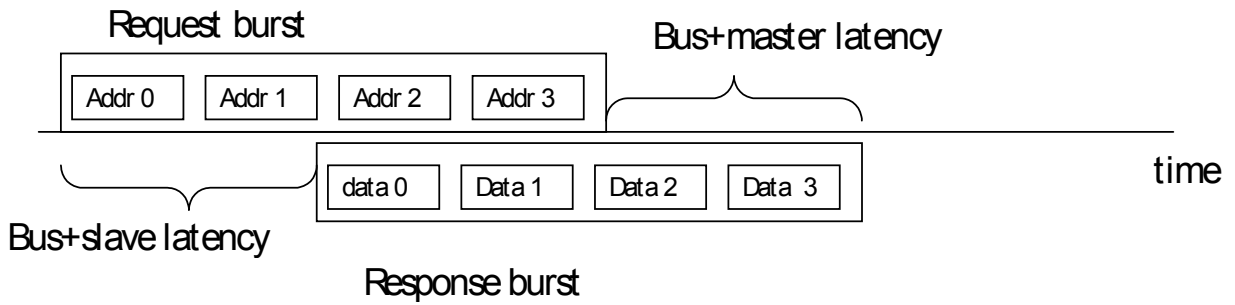 Request burst
Bus+master latency
Addr 0 Addr 1 Addr 2 Addr 3
time
data 0 Data 1 Data 2 Data 3
Bus+slave latency
Response burst